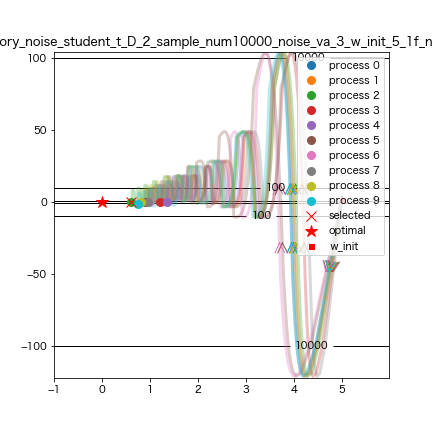 ory_noise_student_t_D_2_sample_num10000_noise_va_3_w_init_5_1f_n
100
50
0
−50
−100
−1
0
1
2
3
4
5
10000
100
100
10000
process 0
process 1
process 2
process 3
process 4
process 5
process 6
process 7
process 8
process 9
selected
optimal
w_init